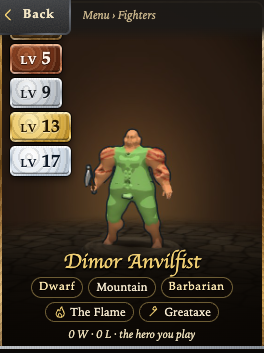 Back
Menu › Fighters
LV 5
LV 9
LV 13
LV 17
Dimor Anvilfist
Dwarf Mountain Barbarian
The Flame Greataxe
0 W · 0 L · the hero you play